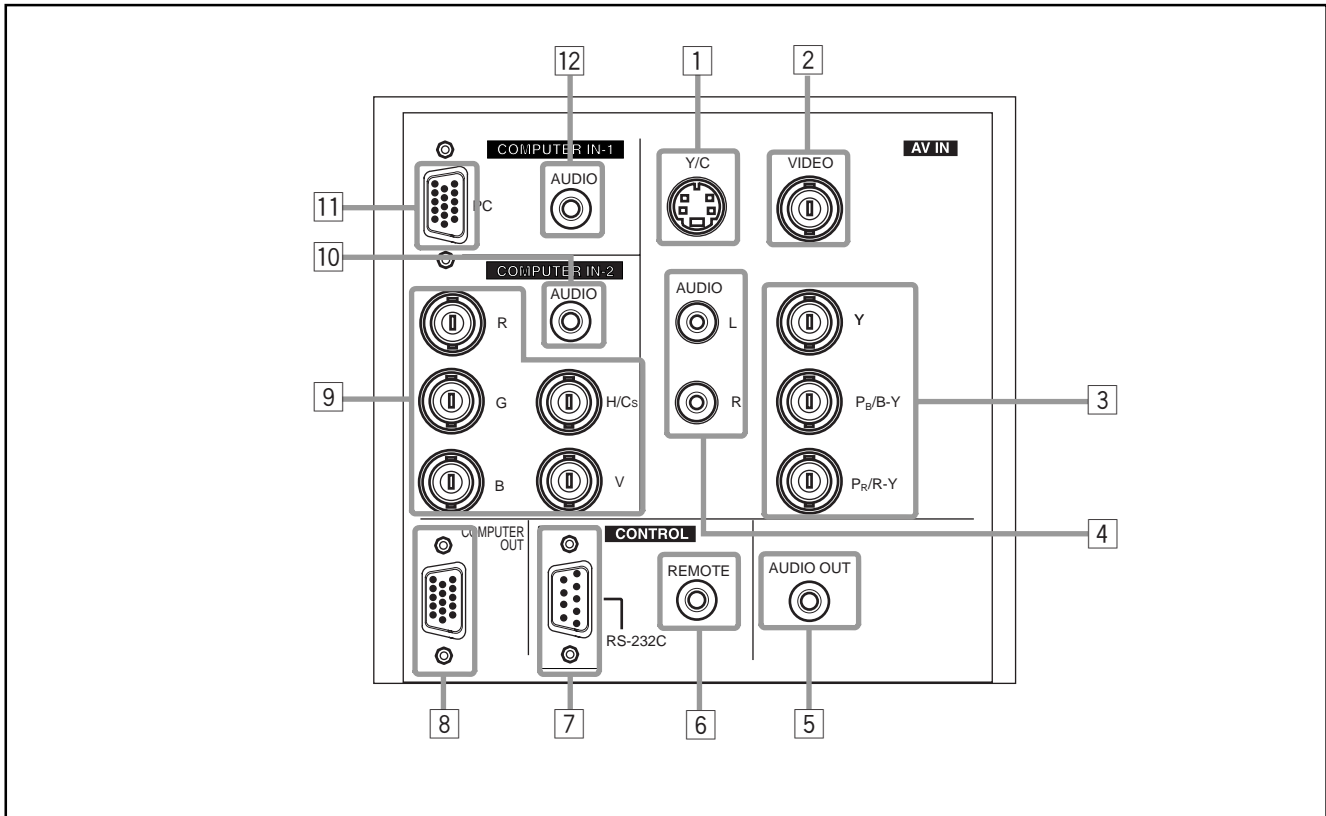 12 1 2
COMPUTER IN-1 AV IN
AUDIO Y/C VIDEO
11 PC
10 COMPUTER IN-2
AUDIO AUDIO
R L Y
9 G H/Cs R PB/B-Y 3
B V PR/R-Y
COMPUTER OUT CONTROL 4
REMOTE AUDIO OUT
RS-232C
8 7 6 5